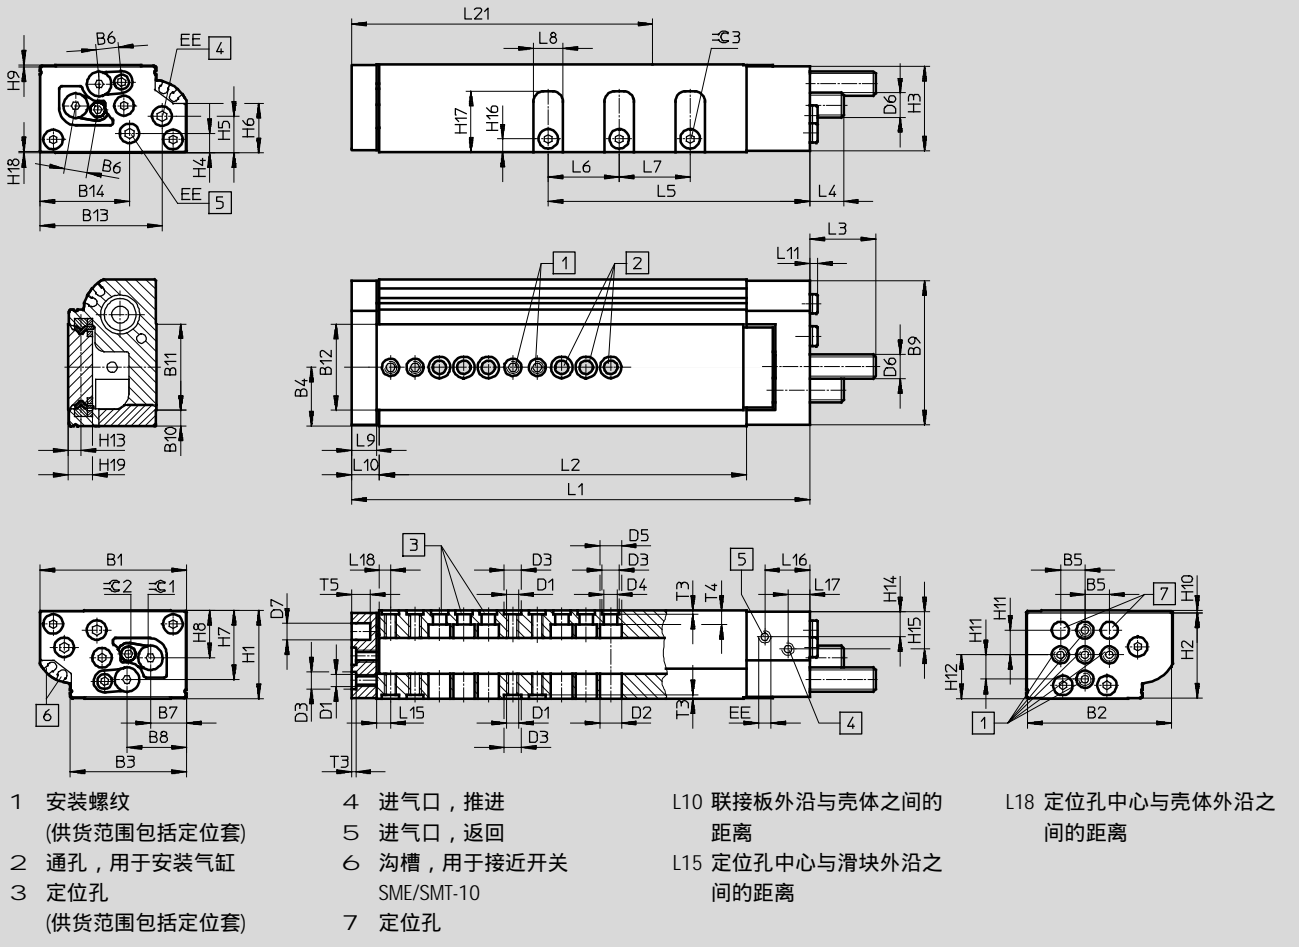 L21
B6
EE
4
L8
⊃C3
H9
H18
H17
H16
D6
H3
H5
H6
H4
B6
B14
EE
5
B13
L6
L7
L5
L4
L3
L11
1
2
B11
B10
H13
H19
B12
B4
D6
B9
L9
L10
L2
L1
B1
2
1
H8
H7
H1
6
B7
B8
B3
3
L18
T5
D7
D3
D1
D5
D3
D4
T3
T4
5
L16
L17
H14
H15
D3
D1
L15
D1
D2
D3
T3
T3
EE
4
B5
B5
7
H10
H11
H11
H12
H2
1
B2
1 安装螺纹
(供货范围包括定位套)
2 通孔，用于安装气缸
3 定位孔
(供货范围包括定位套)
4 进气口，推进
5 进气口，返回
6 沟槽，用于接近开关
SME/SMT-10
7 定位孔
L10 联接板外沿与壳体之间的
距离
L15 定位孔中心与滑块外沿之
间的距离
L18 定位孔中心与壳体外沿之
间的距离